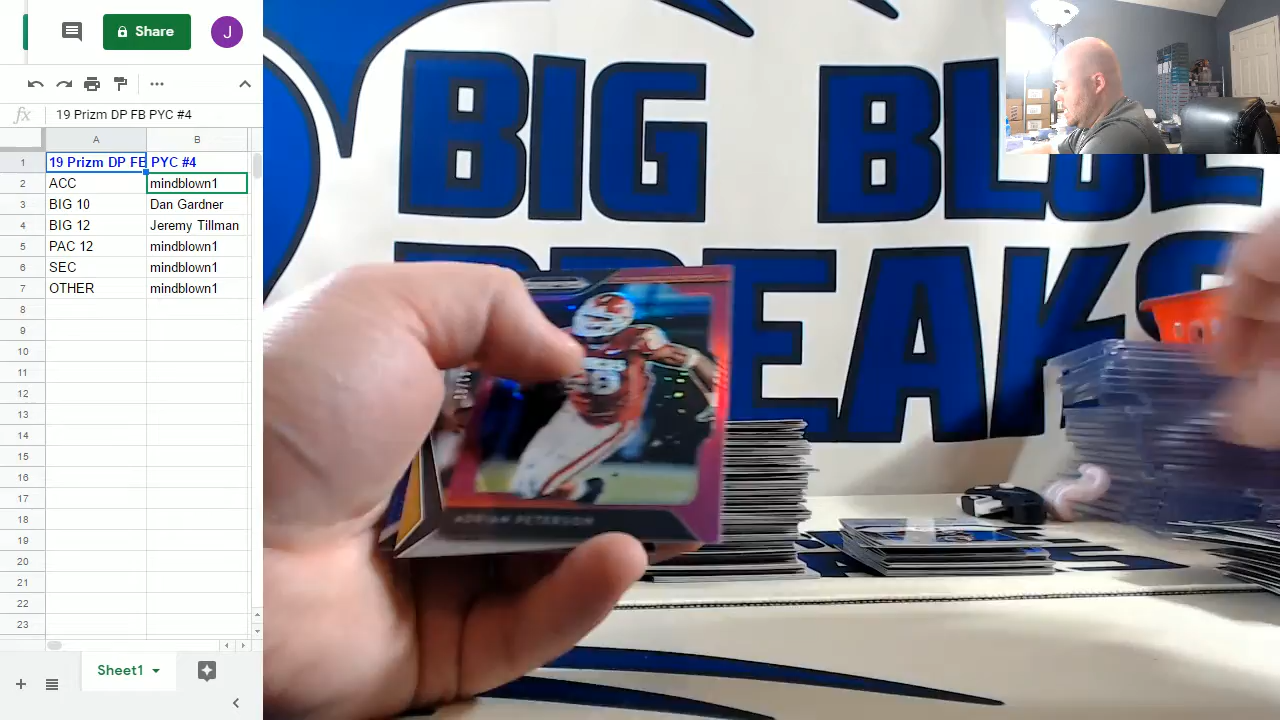 Share
J
fx
19 Prizm DP FB PYC #4
A
B
1
19 Prizm DP FB PYC #4
2
ACC
mindblown1
3
BIG 10
Dan Gardner
4
BIG 12
Jeremy Tillman
5
PAC 12
mindblown1
6
SEC
mindblown1
7
OTHER
mindblown1
8
9
10
11
12
13
14
15
16
17
18
19
20
21
22
23
Sheet1
BIG BLUE
BREAKS
ADRIAN PETERSON